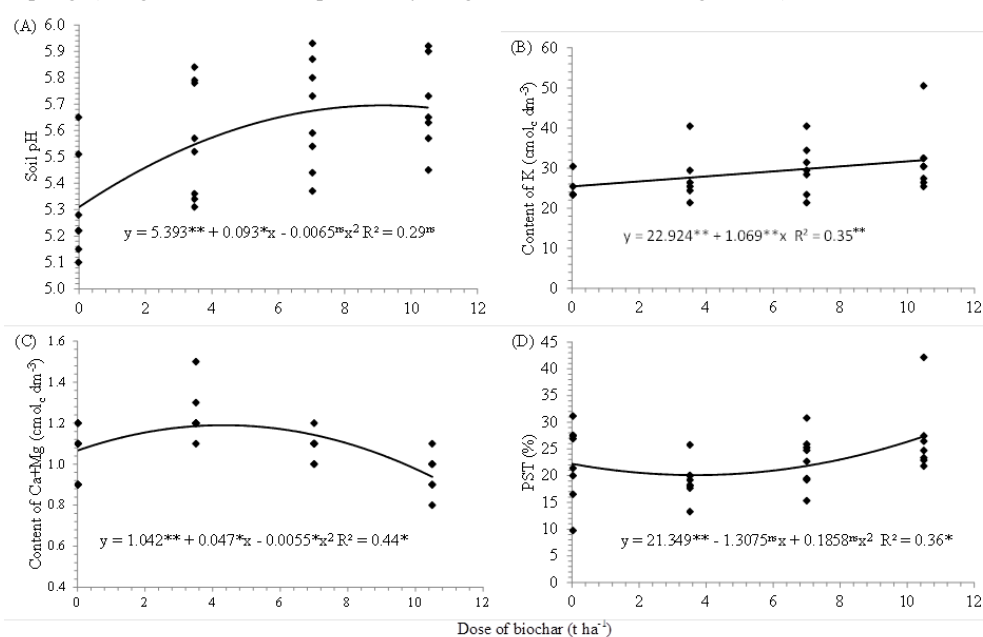 (A)
Soil pH
6.0
5.9
5.8
5.7
5.6
5.5
5.4
5.3
5.2
5.1
5.0
y = 5.393** + 0.093*x - 0.0065ⁿˢx² R² = 0.29ⁿˢ
0 2 4 6 8 10 12
(B)
Content of K (cmol꜀ dm⁻³)
60
50
40
30
20
10
0
y = 22.924** + 1.069**x R² = 0.35**
0 2 4 6 8 10 12
(C)
Content of Ca+Mg (cmol꜀ dm⁻³)
1.6
1.4
1.2
1.0
0.8
0.6
0.4
y = 1.042** + 0.047*x - 0.0055*x² R² = 0.44*
0 2 4 6 8 10 12
(D)
PST (%)
45
40
35
30
25
20
15
10
5
0
y = 21.349** - 1.3075ⁿˢx + 0.1858ⁿˢx² R² = 0.36*
0 2 4 6 8 10 12
Dose of biochar (t ha⁻¹)